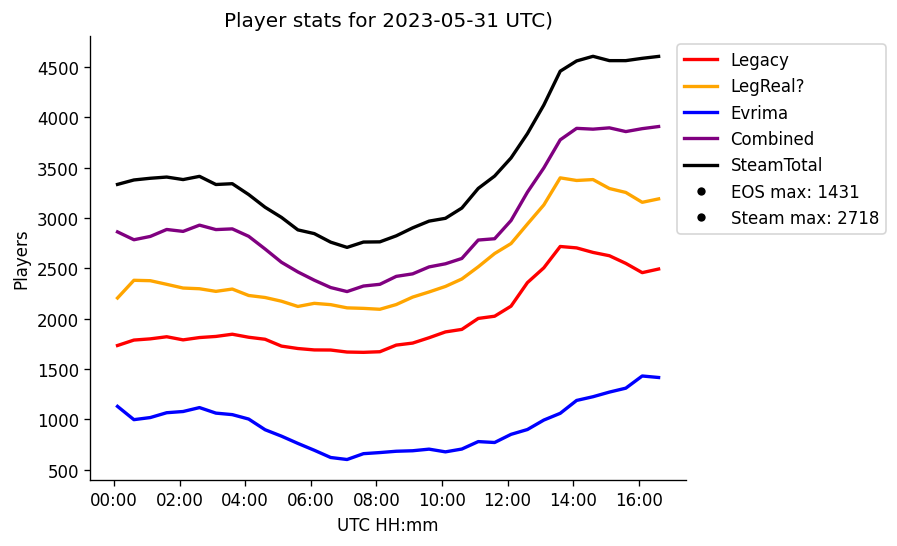 Player stats for 2023-05-31 UTC)
Players
4500
4000
3500
3000
2500
2000
1500
1000
500
00:00 02:00 04:00 06:00 08:00 10:00 12:00 14:00 16:00
UTC HH:mm
Legacy
LegReal?
Evrima
Combined
SteamTotal
EOS max: 1431
Steam max: 2718